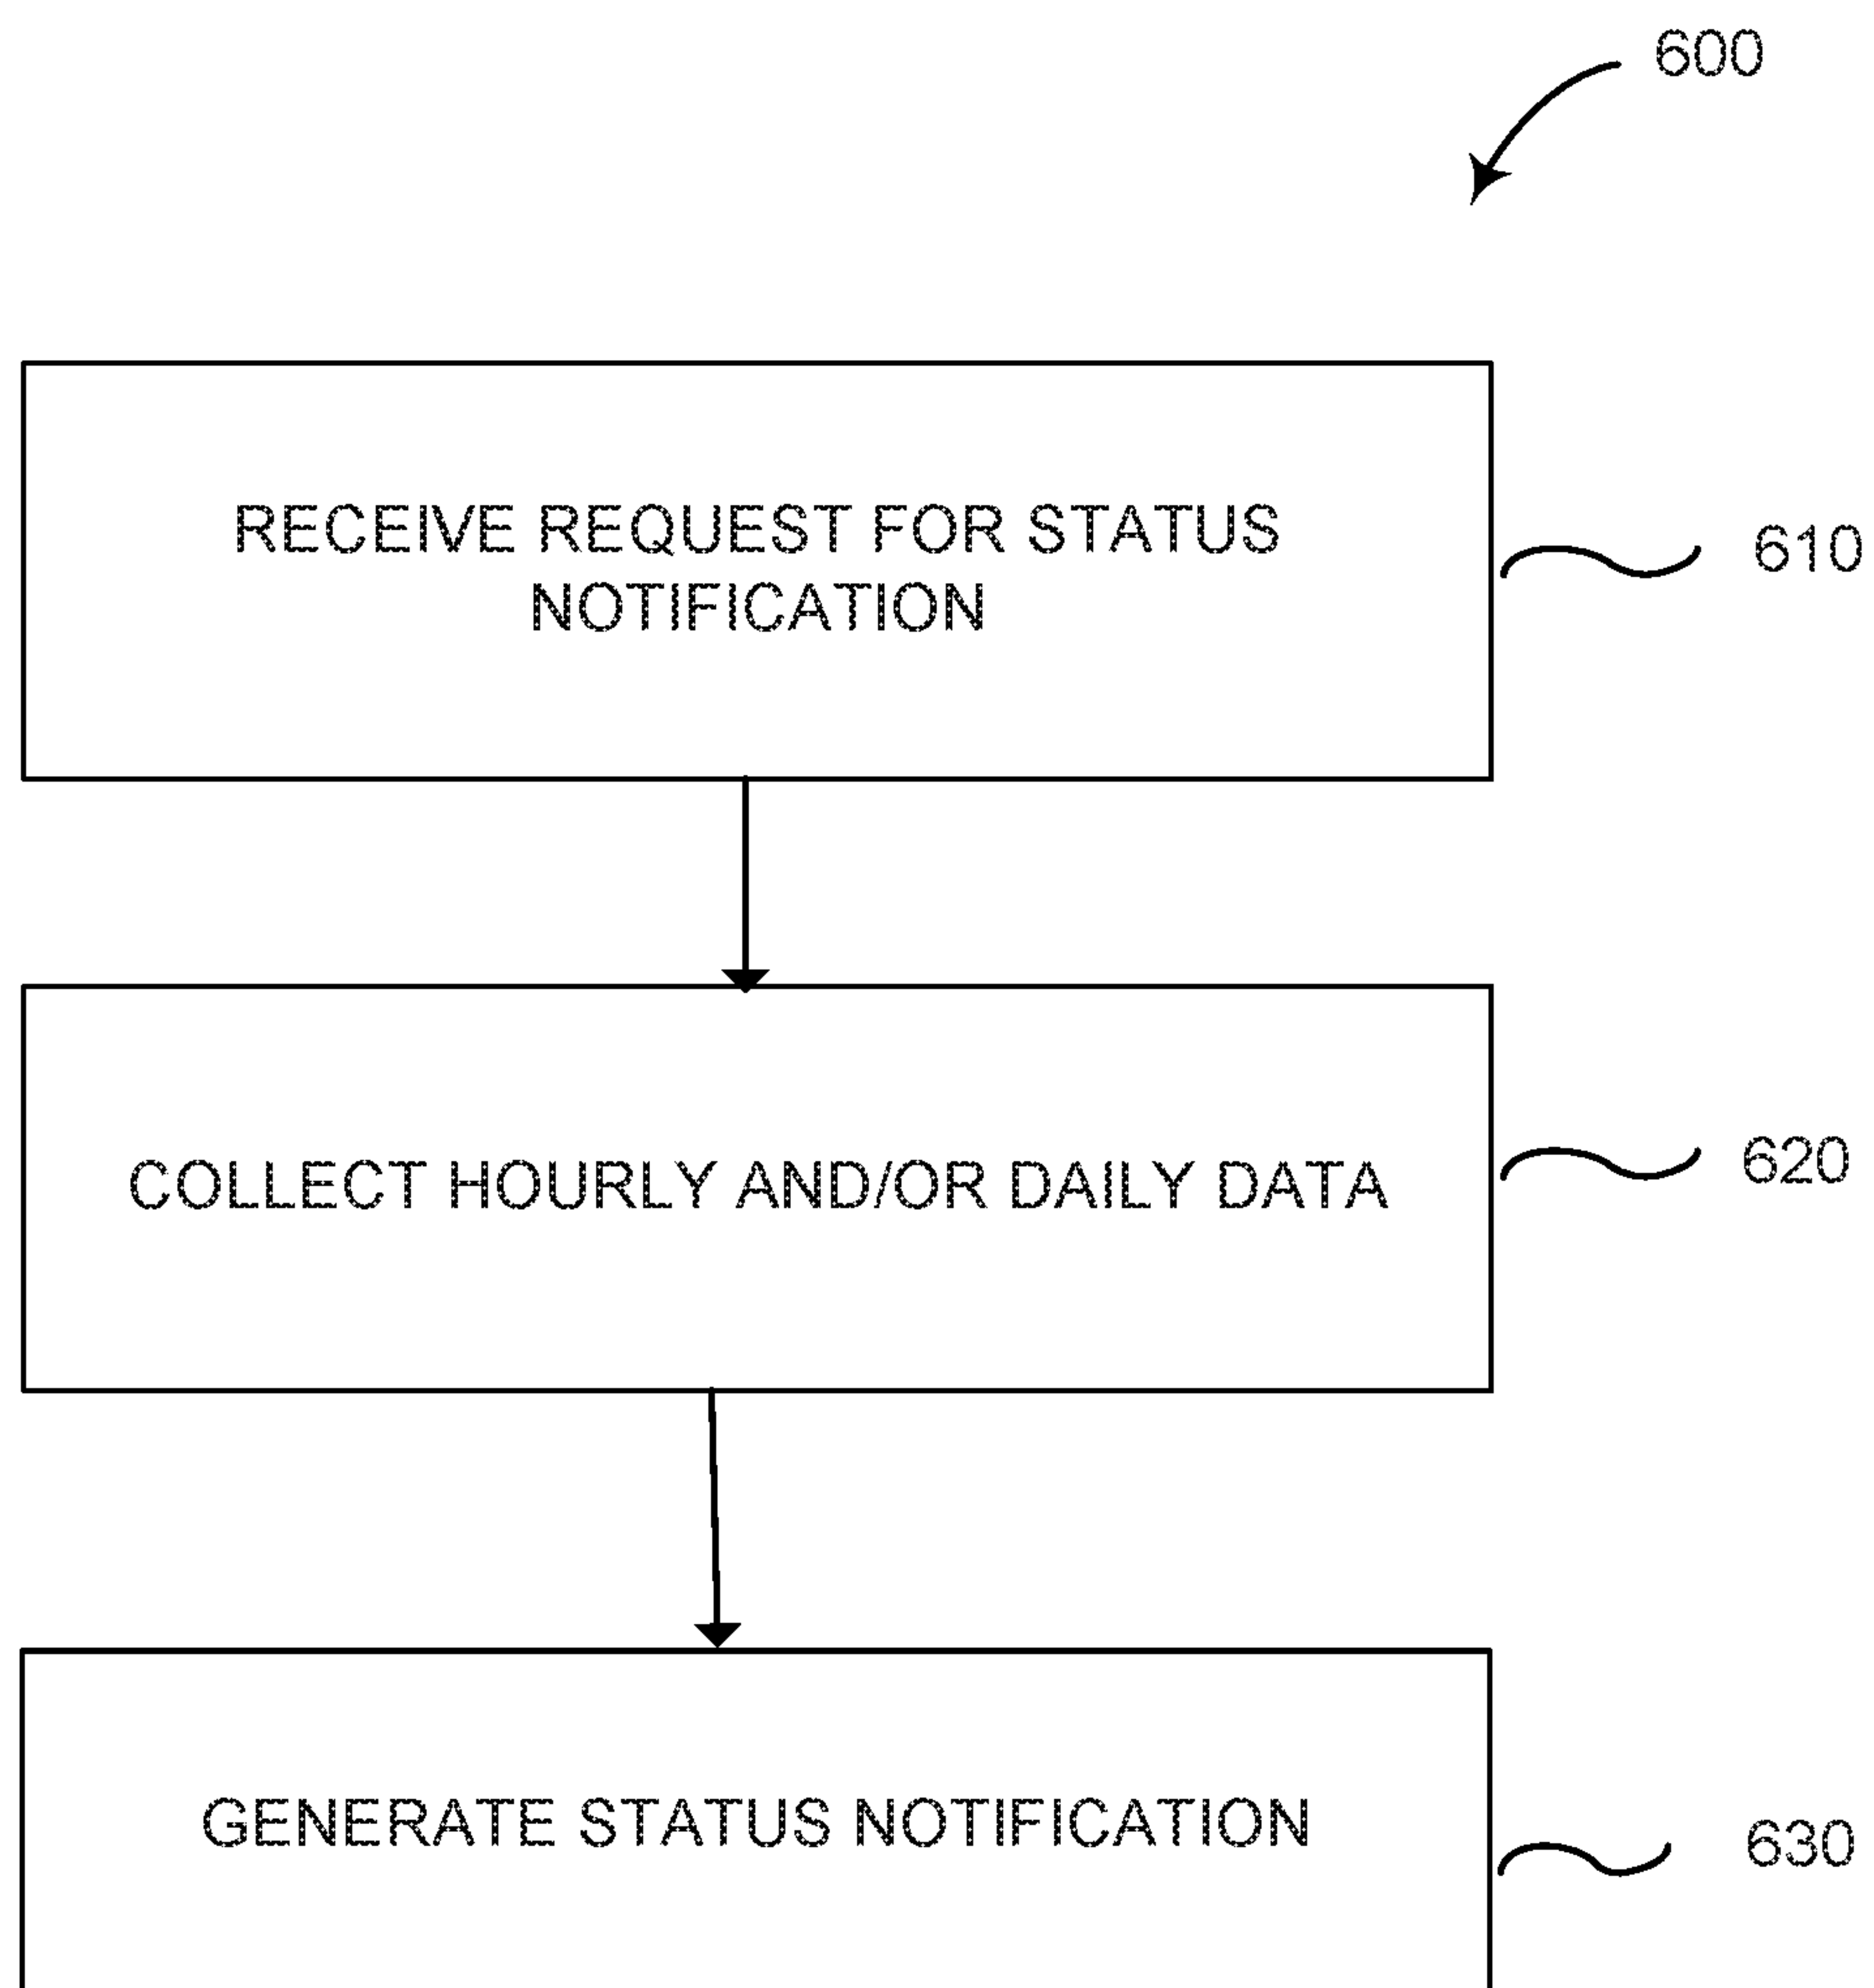 600
RECEIVE REQUEST FOR STATUS
NOTIFICATION
610
COLLECT HOURLY AND/OR DAILY DATA
620
GENERATE STATUS NOTIFICATION
630